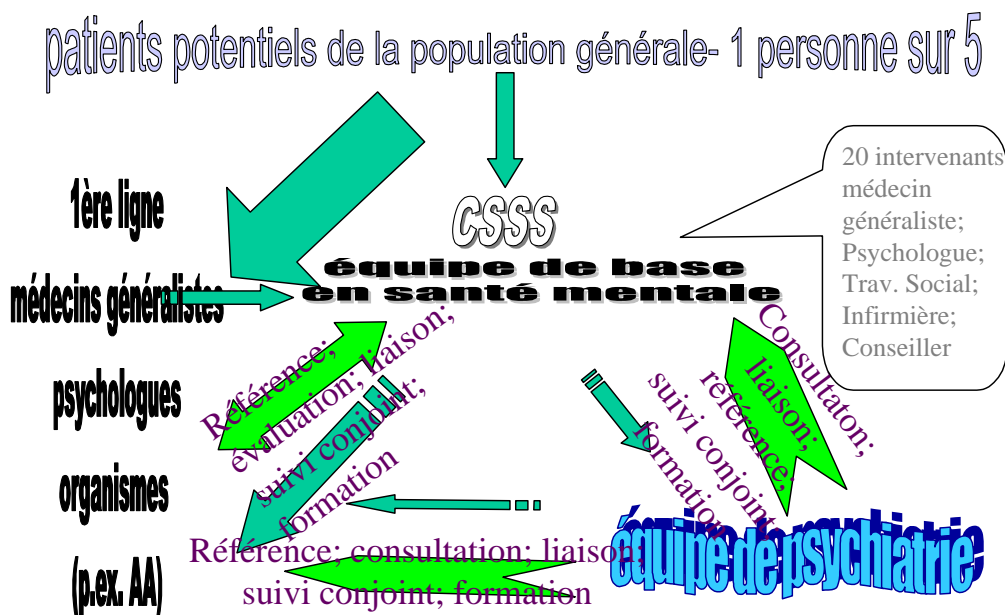 patients potentiels de la population générale- 1 personne sur 5
1ère ligne
médecins généralistes
psychologues
organismes
(p.ex. AA)
CSSS
équipe de base
en santé mentale
20 intervenants
médecin
généraliste;
Psychologue;
Trav. Social;
Infirmière;
Conseiller
Référence;
évaluation; liaison;
suivi conjoint;
formation
Consultaton;
liaison;
référence;
suivi conjoint;
formation
Référence; consultation; liaison;
suivi conjoint; formation
équipe de psychiatrie